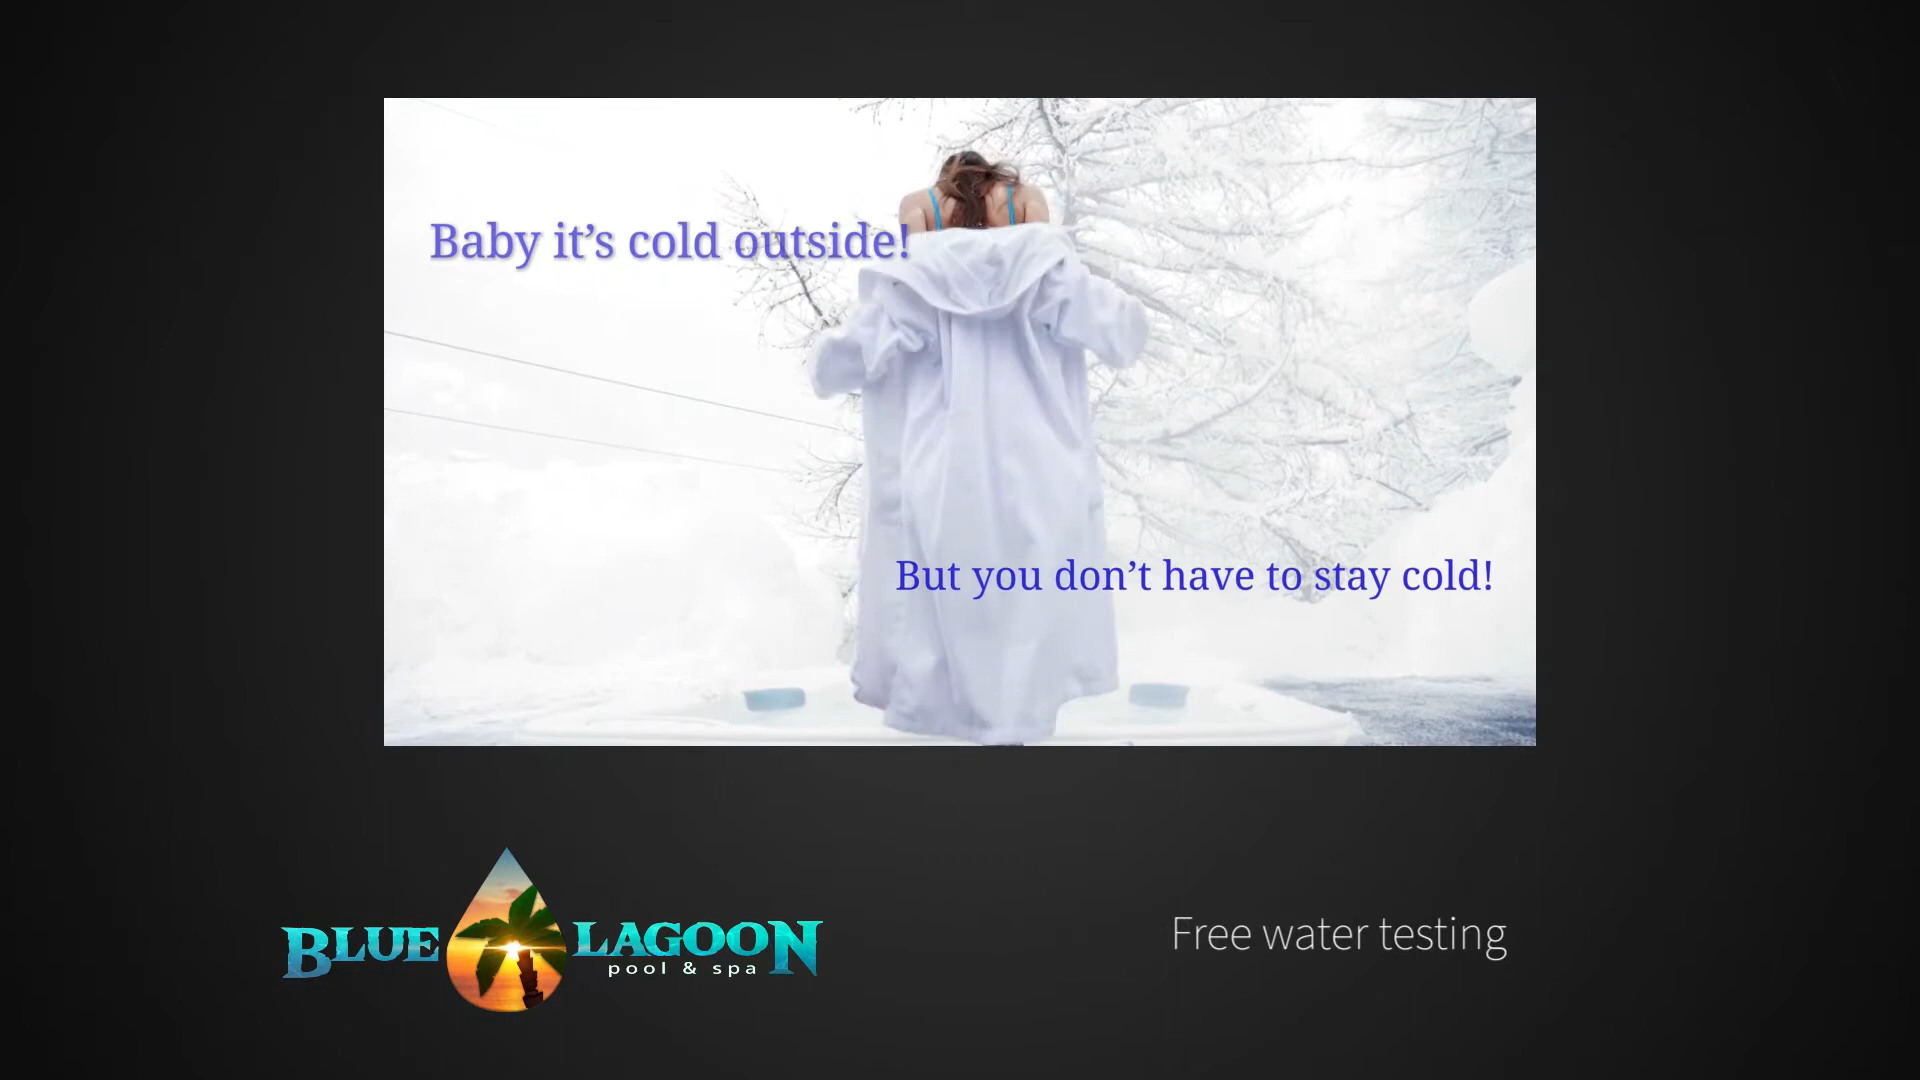 Baby it’s cold outside!
But you don’t have to stay cold!
BLUE LAGOON
pool & spa
Free water testing